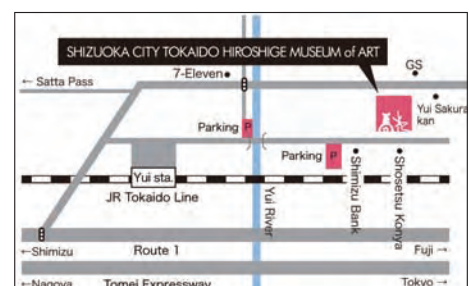 SHIZUOKA CITY TOKAIDO HIROSHIGE MUSEUM of ART
7-Eleven
GS
← Satta Pass
Yui Sakura
kan
Parking P
Parking P
Yui sta.
JR Tokaido Line
Yui River
Shimizu Bank
Shosetsu Konya
←Shimizu
Route 1
Fuji →
←Nagoya
Tomei Expressway
Tokyo →